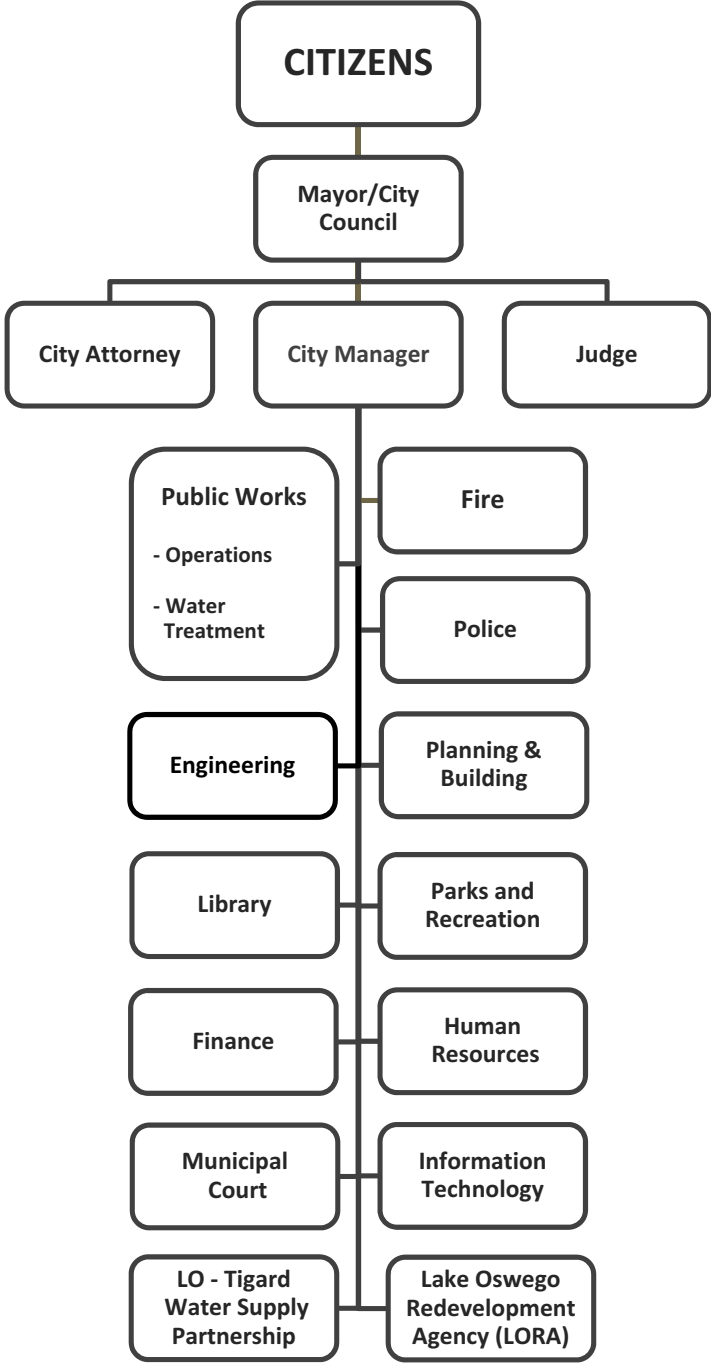 CITIZENS
Mayor/City
Council
City Attorney
City Manager
Judge
Public Works
- Operations
- Water
Treatment
Fire
Police
Engineering
Planning &
Building
Library
Parks and
Recreation
Finance
Human
Resources
Municipal
Court
Information
Technology
LO - Tigard
Water Supply
Partnership
Lake Oswego
Redevelopment
Agency (LORA)